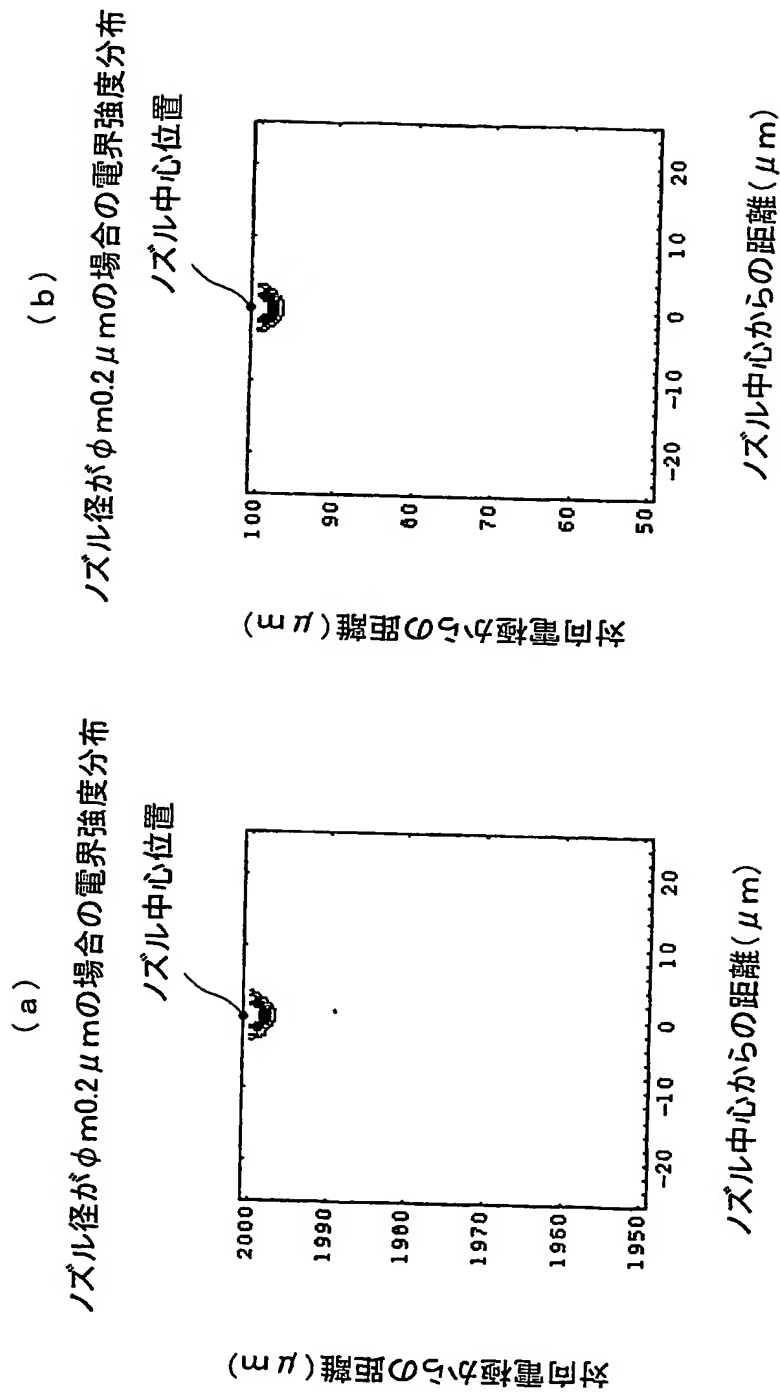 (a)
ノズル径がφm0.2μmの場合の電界強度分布
ノズル中心位置
対向電極からの距離(μm)
2000
1990
1980
1970
1960
1950
-20
-10
0
10
20
ノズル中心からの距離(μm)
(b)
ノズル径がφm0.2μmの場合の電界強度分布
ノズル中心位置
対向電極からの距離(μm)
100
90
80
70
60
50
-20
-10
0
10
20
ノズル中心からの距離(μm)